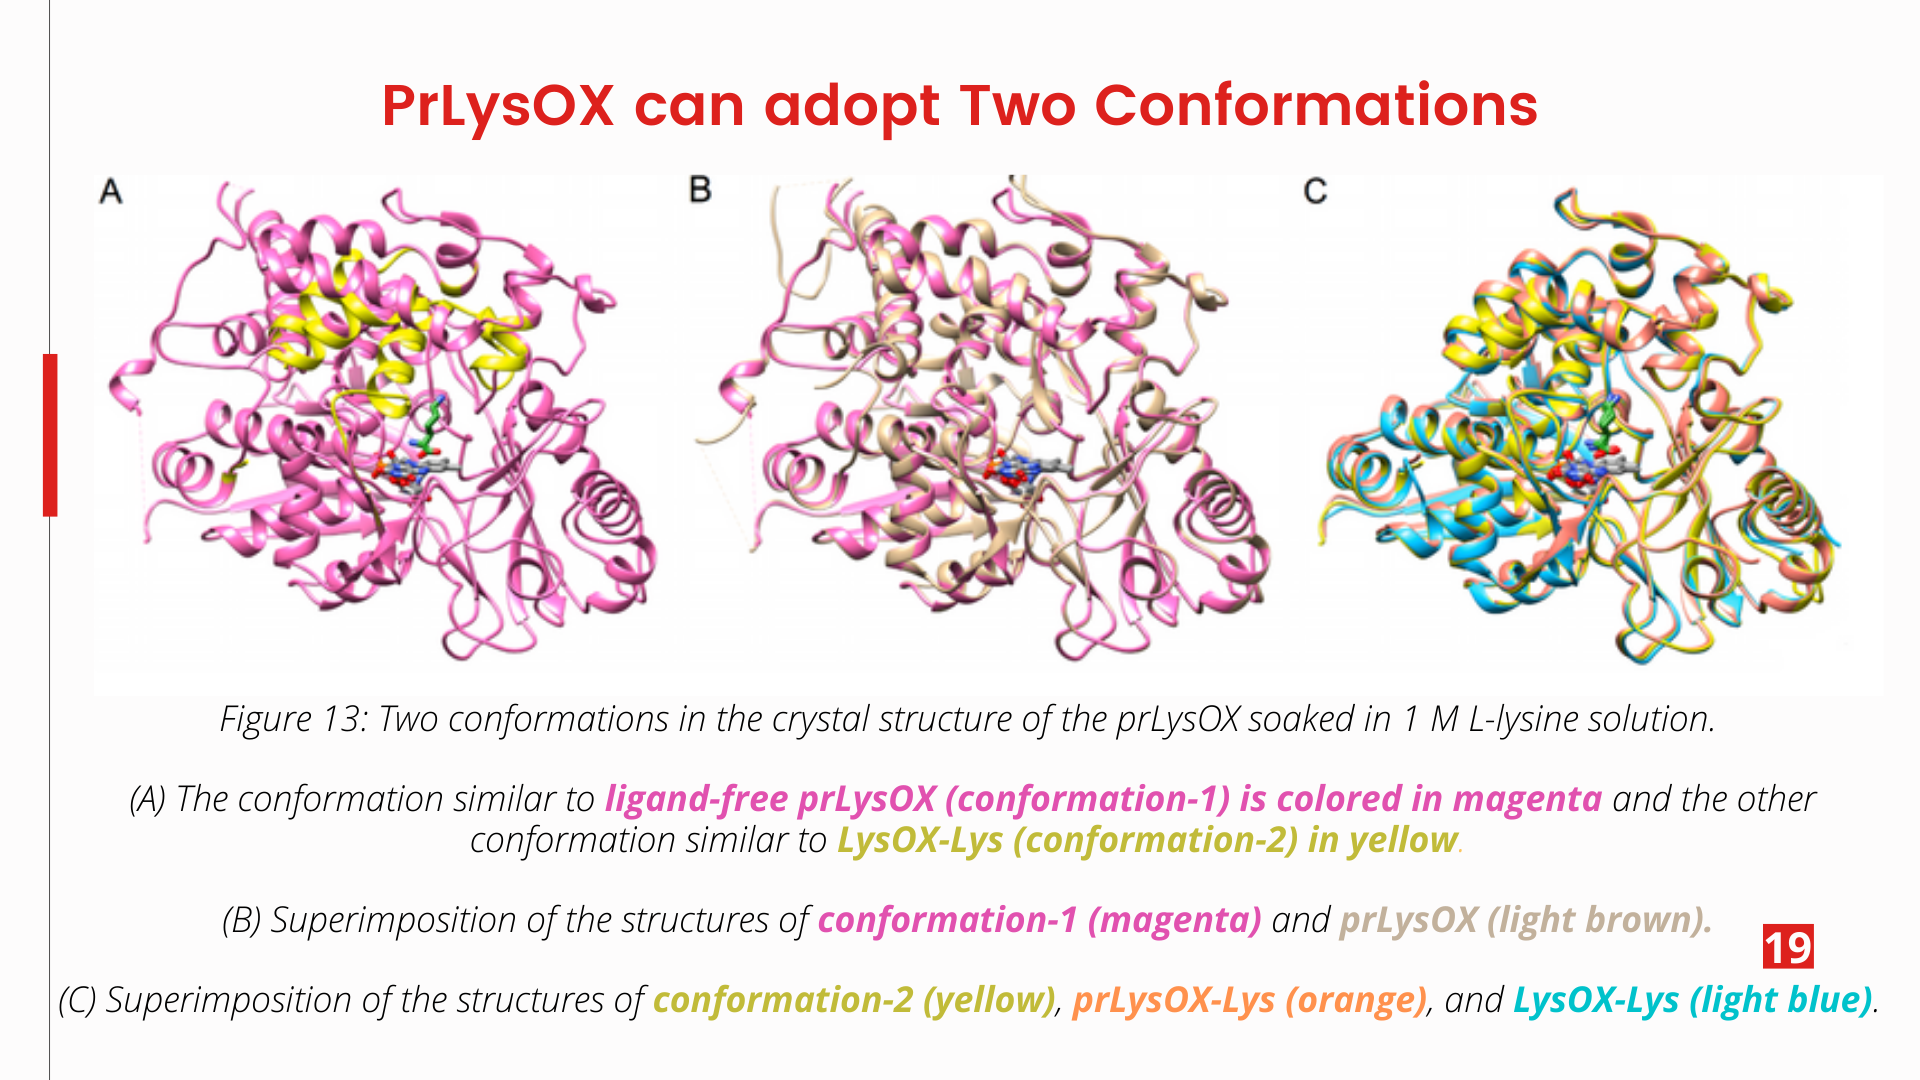 PrLysOX can adopt Two Conformations
A
B
C
Figure 13: Two conformations in the crystal structure of the prLysOX soaked in 1 M L-lysine solution.
(A) The conformation similar to ligand-free prLysOX (conformation-1) is colored in magenta and the other
conformation similar to LysOX-Lys (conformation-2) in yellow.
(B) Superimposition of the structures of conformation-1 (magenta) and prLysOX (light brown).
19
(C) Superimposition of the structures of conformation-2 (yellow), prLysOX-Lys (orange), and LysOX-Lys (light blue).